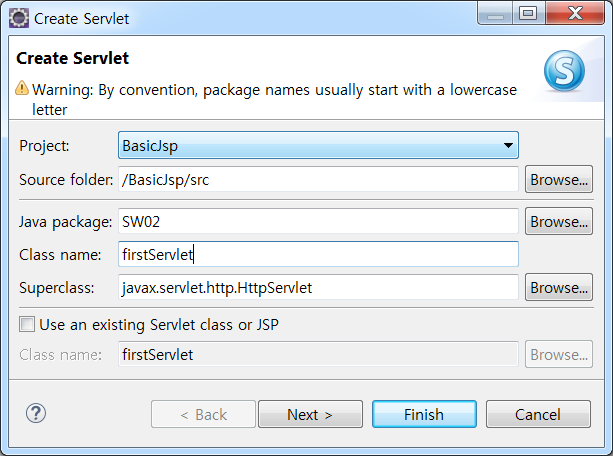 Create Servlet
Create Servlet
Warning: By convention, package names usually start with a lowercase
letter
Project: BasicJsp
Source folder: /BasicJsp/src Browse...
Java package: SW02 Browse...
Class name: firstServlet
Superclass: javax.servlet.http.HttpServlet Browse...
Use an existing Servlet class or JSP
Class name: firstServlet Browse...
? < Back Next > Finish Cancel